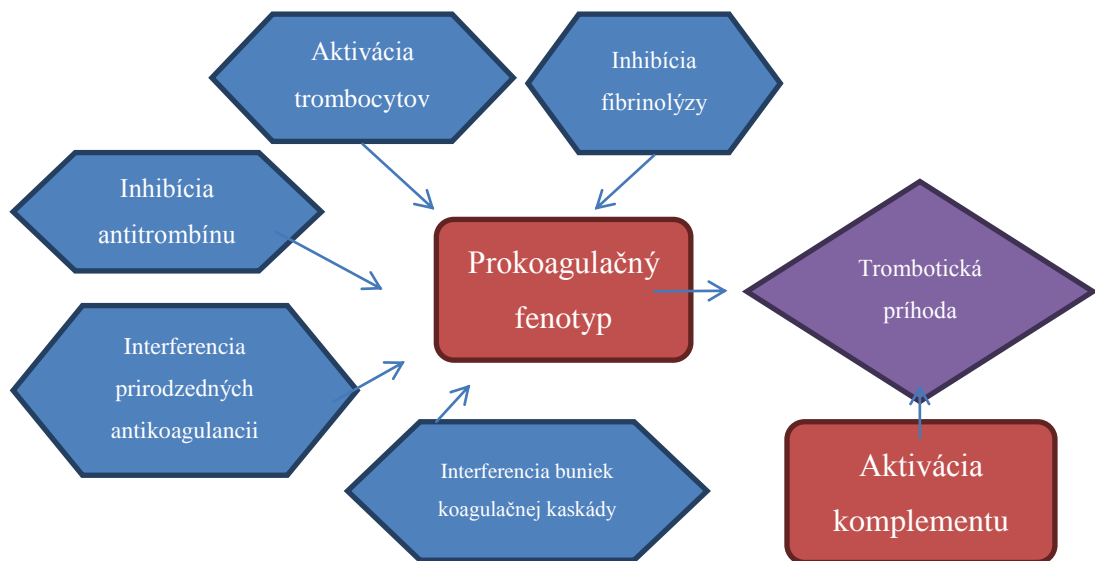 Aktivácia
trombocytov
Inhibícia
fibrinolýzy
Inhibícia
antitrombínu
Prokoagulačný
fenotyp
Trombotická
príhoda
Interferencia
prirodzedných
antikoagulancii
Interferencia buniek
koagulačnej kaskády
Aktivácia
komplementu